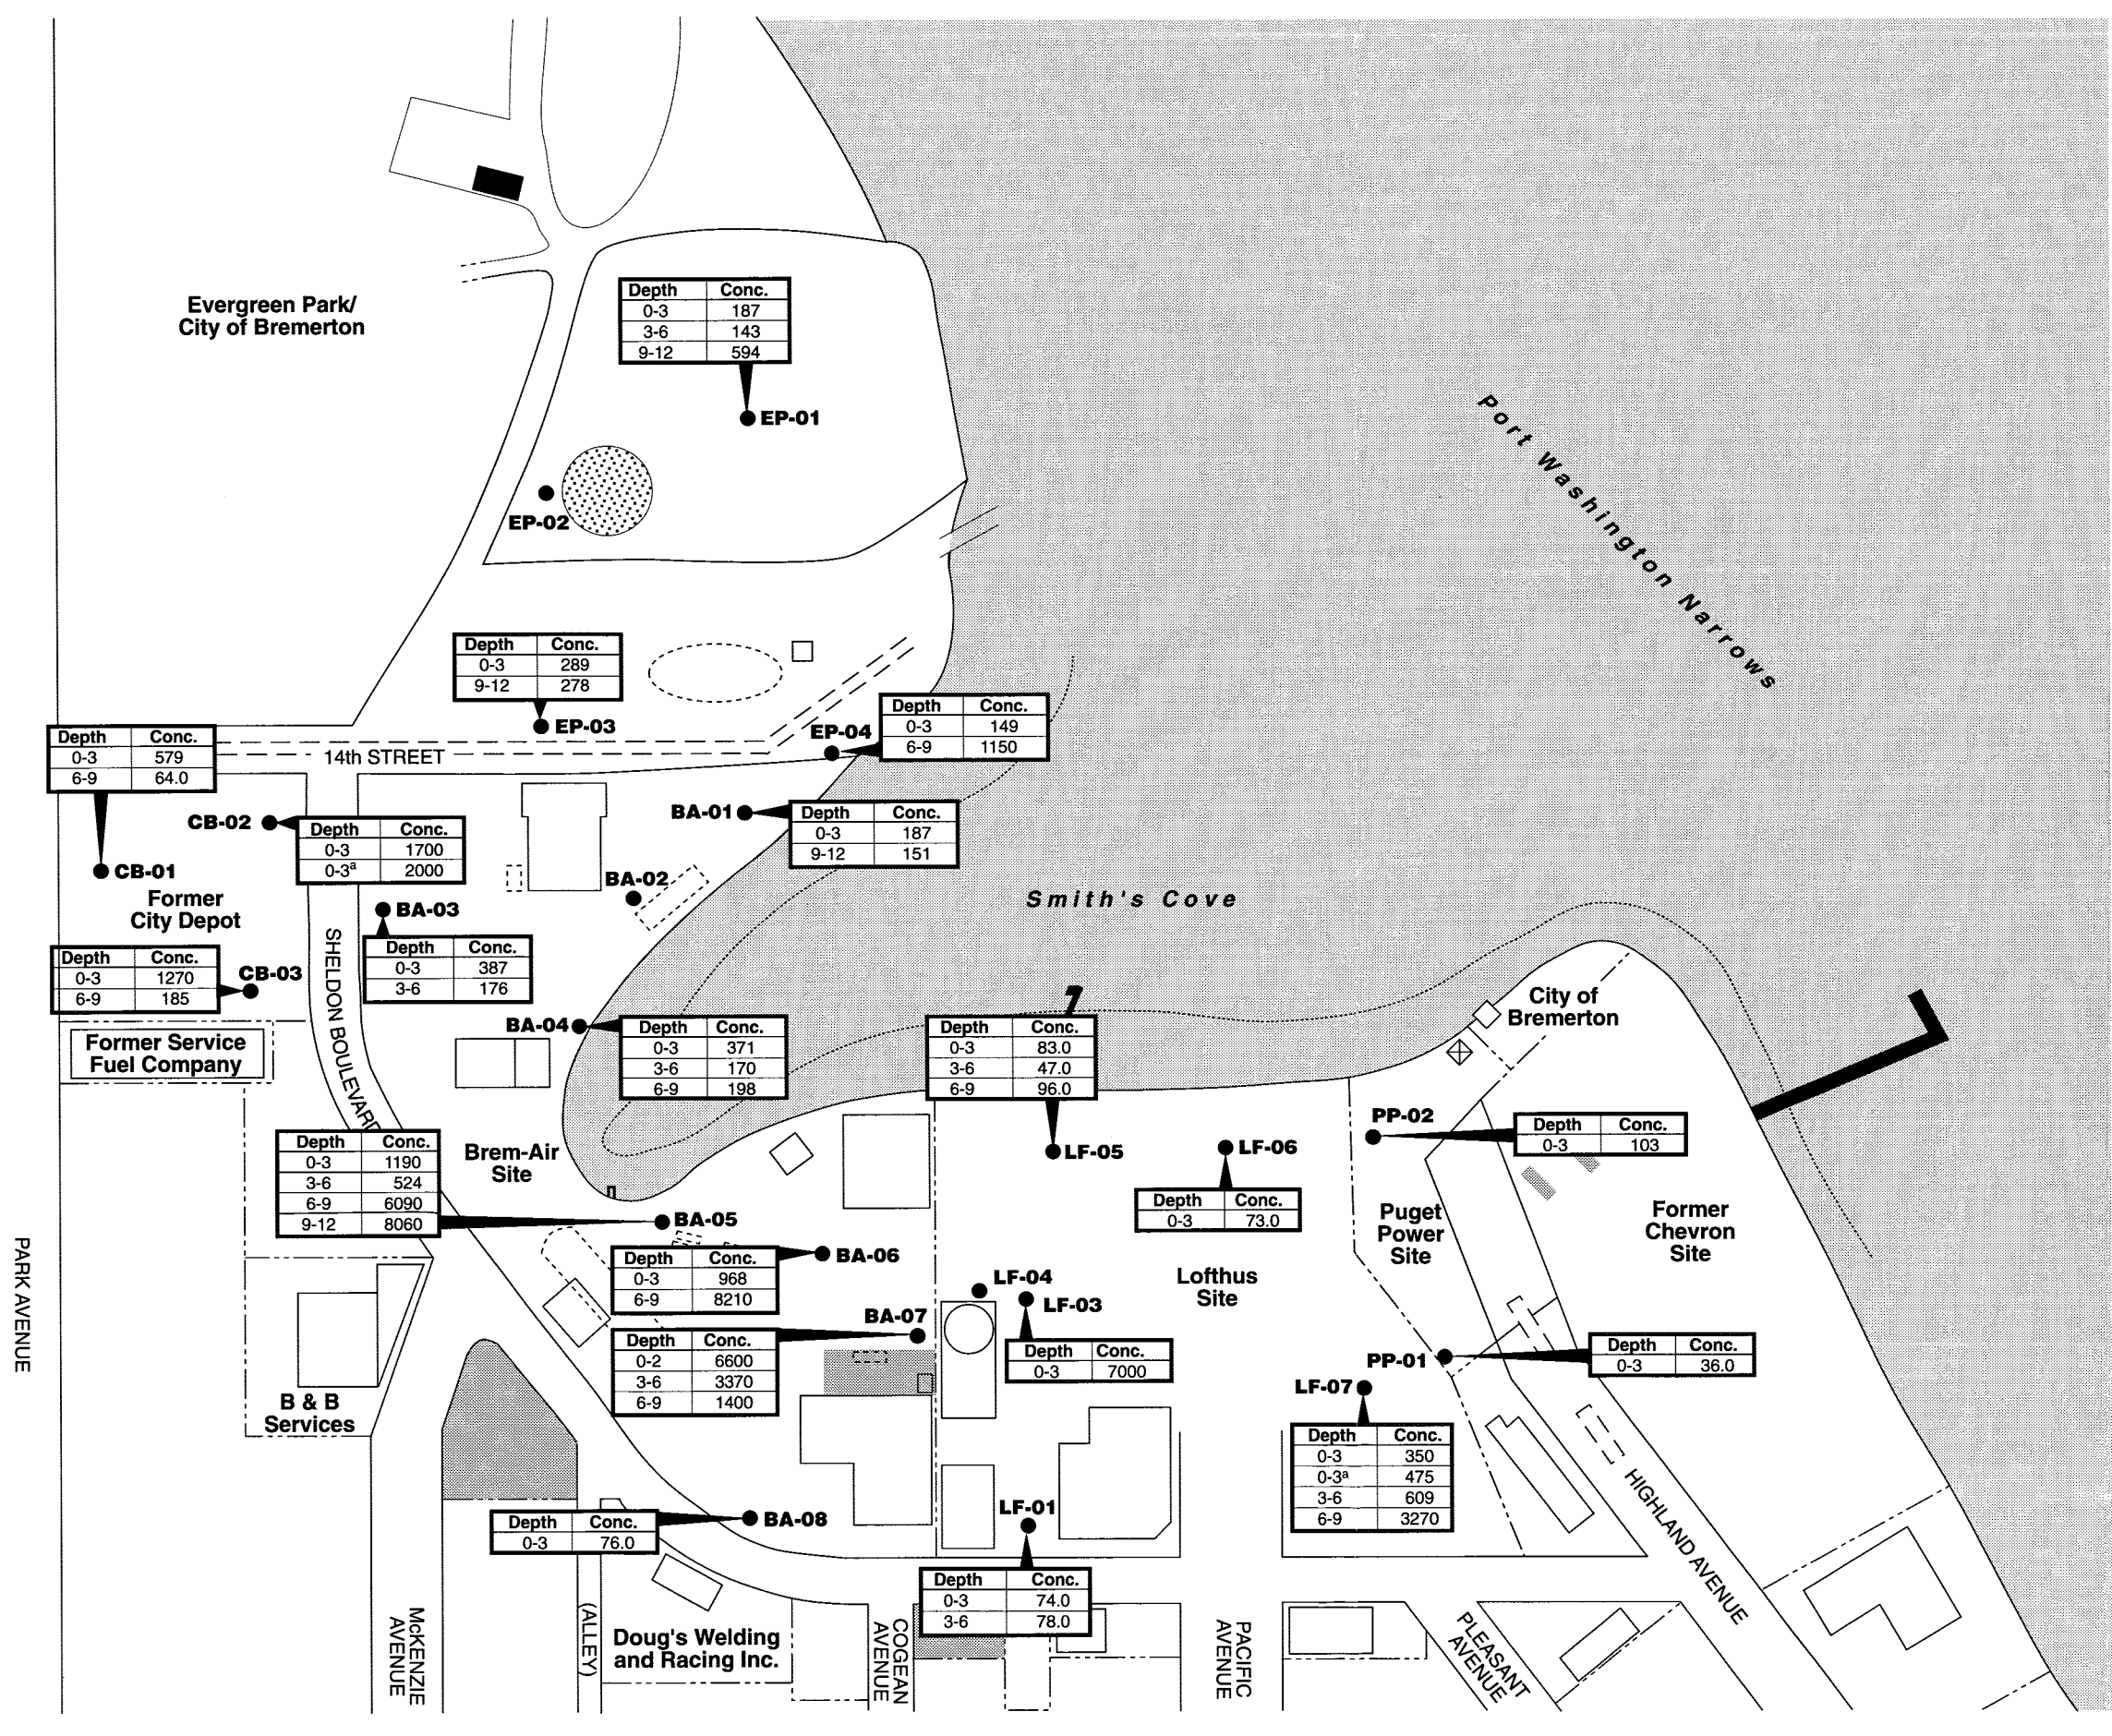 Evergreen Park/
City of Bremerton
Depth Conc.
0-3 187
3-6 143
9-12 594
EP-01
EP-02
Port Washington Narrows
Depth Conc.
0-3 289
9-12 278
EP-03
EP-04
Depth Conc.
0-3 149
6-9 1150
14th STREET
Depth Conc.
0-3 579
6-9 64.0
CB-01
CB-02
Depth Conc.
0-3 1700
0-3ª 2000
BA-01
Depth Conc.
0-3 187
9-12 151
BA-02
Former
City Depot
BA-03
Depth Conc.
0-3 387
3-6 176
Smith's Cove
Depth Conc.
0-3 1270
6-9 185
CB-03
SHELDON BOULEVARD
Former Service
Fuel Company
BA-04
Depth Conc.
0-3 371
3-6 170
6-9 198
Depth Conc.
0-3 83.0
3-6 47.0
6-9 96.0
LF-05
City of
Bremerton
PP-02
Depth Conc.
0-3 103
LF-06
Depth Conc.
0-3 73.0
Brem-Air
Site
Depth Conc.
0-3 1190
3-6 524
6-9 6090
9-12 8060
BA-05
BA-06
Depth Conc.
0-3 968
6-9 8210
Puget
Power
Site
Former
Chevron
Site
Lofthus
Site
LF-04
LF-03
Depth Conc.
0-3 7000
BA-07
Depth Conc.
0-2 6600
3-6 3370
6-9 1400
PP-01
Depth Conc.
0-3 36.0
LF-07
Depth Conc.
0-3 350
0-3ª 475
3-6 609
6-9 3270
PARK AVENUE
B & B
Services
Depth Conc.
0-3 76.0
BA-08
LF-01
Depth Conc.
0-3 74.0
3-6 78.0
HIGHLAND AVENUE
McKENZIE
AVENUE
(ALLEY)
Doug's Welding
and Racing Inc.
COGEAN
AVENUE
PACIFIC
AVENUE
PLEASANT
AVENUE